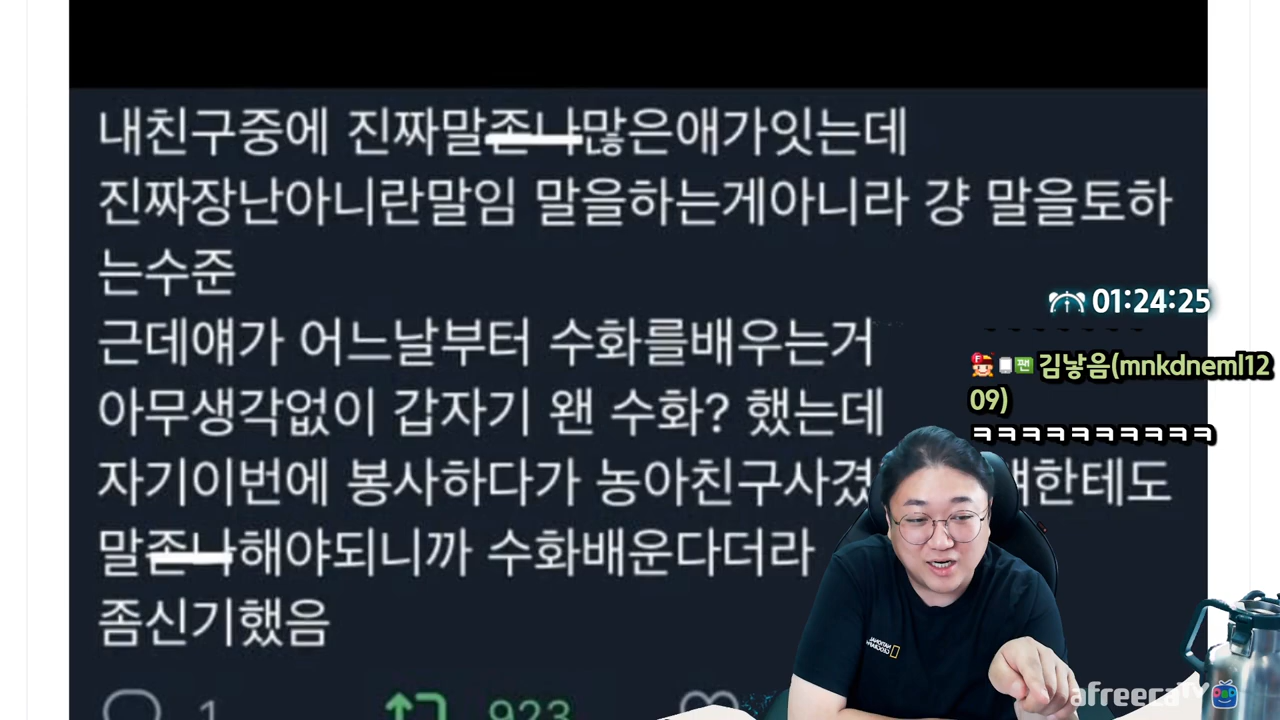 내친구중에 진짜말존나많은애가잇는데
진짜장난아니란말임 말을하는게아니라 걍 말을토하
는수준
근데얘가 어느날부터 수화를배우는거
아무생각없이 갑자기 왠 수화? 했는데
자기이번에 봉사하다가 농아친구사겼 한테도
말존나해야되니까 수화배운다더라
좀신기했음
1 923
01:24:25
F 팬 김낳음(mnkdneml12
09)
ㅋㅋㅋㅋㅋㅋㅋㅋㅋㅋ
NATIONAL
GEOGRAPHIC
afreecaTV